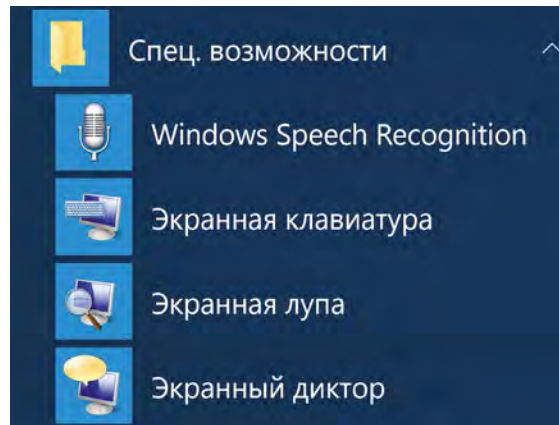 Спец. возможности
Windows Speech Recognition
Экранная клавиатура
Экранная лупа
Экранный диктор